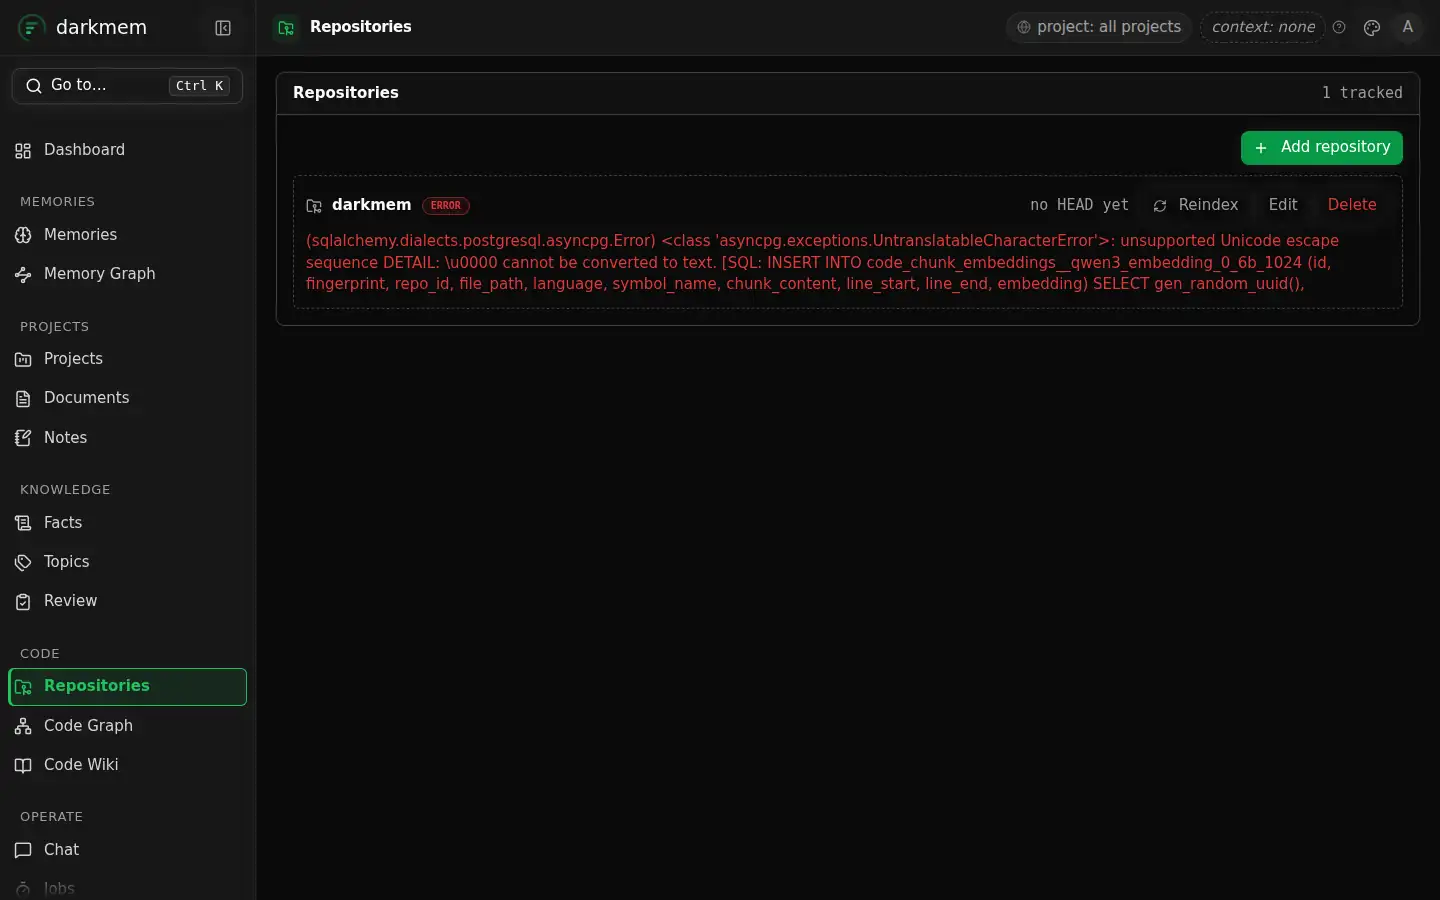 darkmem
Repositories
project: all projects
context: none
A
Go to...
Ctrl K
Dashboard
MEMORIES
Memories
Memory Graph
PROJECTS
Projects
Documents
Notes
KNOWLEDGE
Facts
Topics
Review
CODE
Repositories
Code Graph
Code Wiki
OPERATE
Chat
Jobs
Repositories
1 tracked
+ Add repository
darkmem
ERROR
no HEAD yet
Reindex
Edit
Delete
(sqlalchemy.dialects.postgresql.asyncpg.Error) <class 'asyncpg.exceptions.UntranslatableCharacterError'>: unsupported Unicode escape
sequence DETAIL: \u0000 cannot be converted to text. [SQL: INSERT INTO code_chunk_embeddings__qwen3_embedding_0_6b_1024 (id,
fingerprint, repo_id, file_path, language, symbol_name, chunk_content, line_start, line_end, embedding) SELECT gen_random_uuid(),